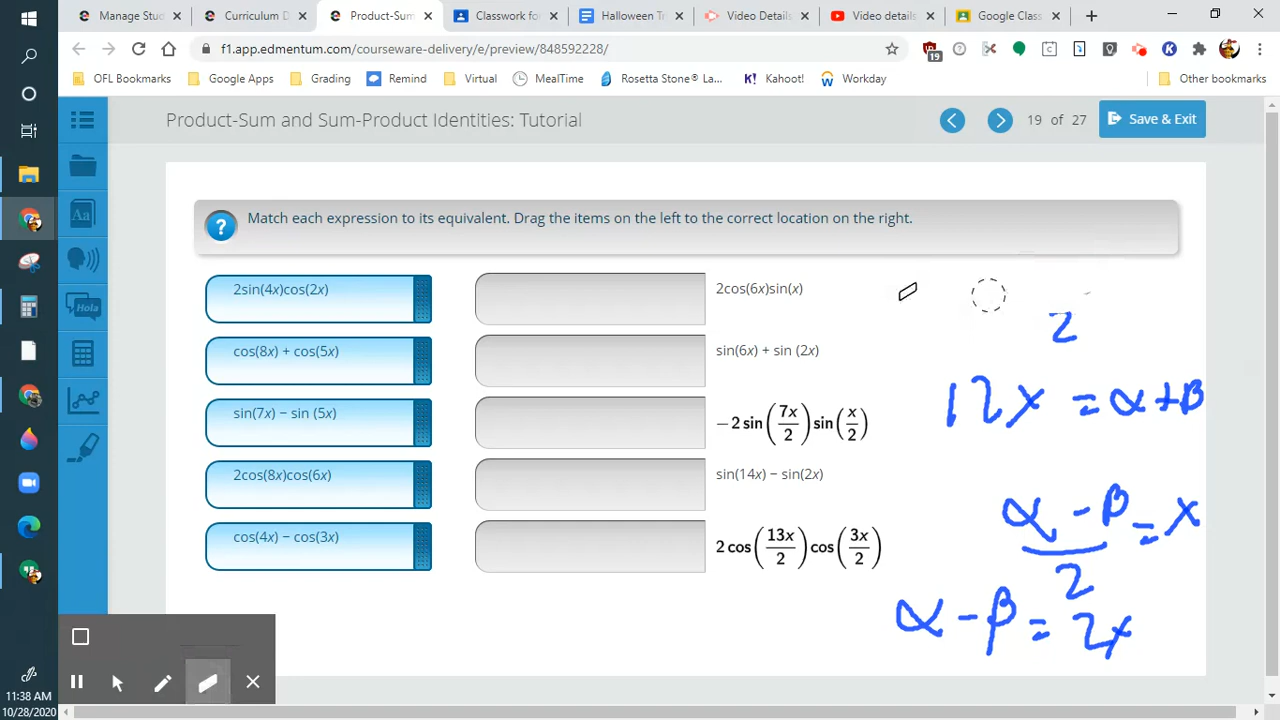 Manage Stu
Curriculum D
Product-Sum
Classwork for
Halloween Tri
Video Details
Video details
Google Class
f1.app.edmentum.com/courseware-delivery/e/preview/848592228/
19
OFL Bookmarks
Google Apps
Grading
Remind
Virtual
MealTime
Rosetta Stone® La...
K! Kahoot!
Workday
Other bookmarks
Product-Sum and Sum-Product Identities: Tutorial
19 of 27
Save & Exit
Aa
Hola
? Match each expression to its equivalent. Drag the items on the left to the correct location on the right.
2sin(4x)cos(2x)
2cos(6x)sin(x)
2
cos(8x) + cos(5x)
sin(6x) + sin (2x)
12x = α + β
sin(7x) − sin (5x)
− 2 sin(7x/2)sin(x/2)
2cos(8x)cos(6x)
sin(14x) − sin(2x)
α - β = x
2
cos(4x) − cos(3x)
2 cos(13x/2)cos(3x/2)
α - β = 2x
11:38 AM
10/28/2020